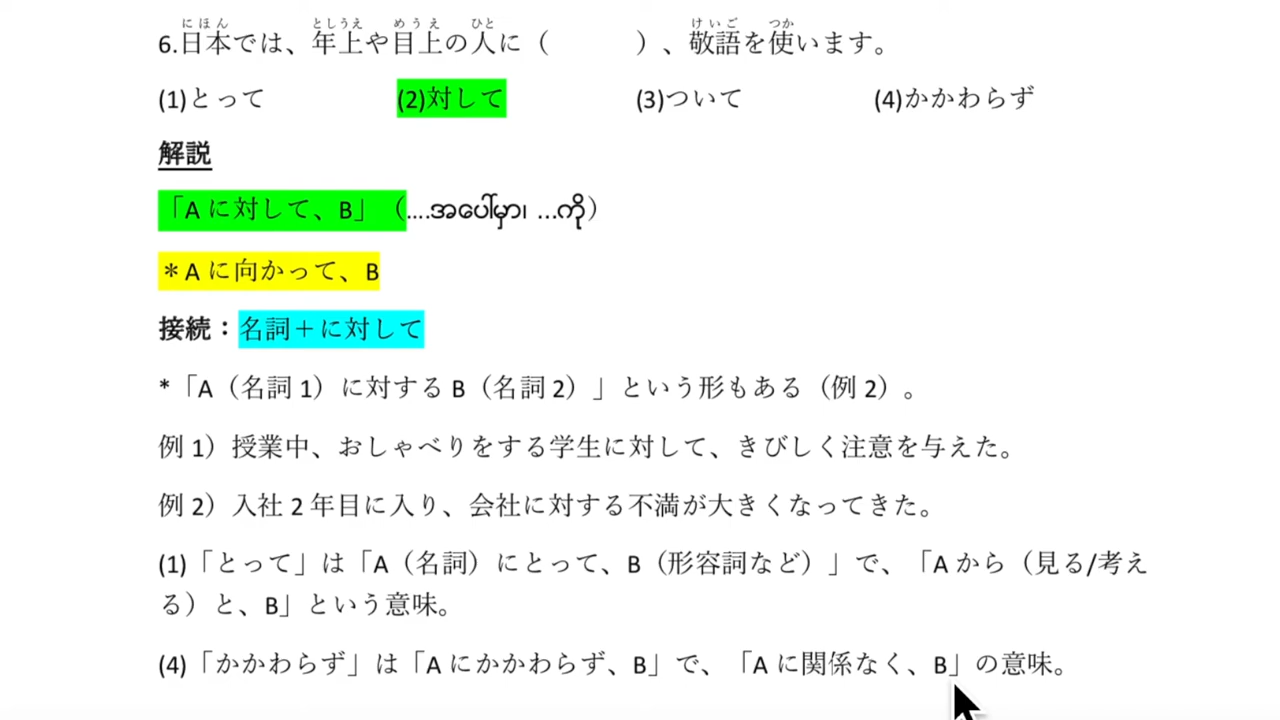 に ほん としうえ め う え ひと けい ご つか
6.日本では、年上や目上の人に（　　　）、敬語を使います。
(1)とって (2)対して (3)ついて (4)かかわらず
解説
「A に対して、B」（....အပေါ်မှာ၊ ...ကို）
＊A に向かって、B
接続：名詞＋に対して
*「A（名詞 1）に対する B（名詞 2）」という形もある（例 2）。
例 1）授業中、おしゃべりをする学生に対して、きびしく注意を与えた。
例 2）入社 2 年目に入り、会社に対する不満が大きくなってきた。
(1)「とって」は「A（名詞）にとって、B（形容詞など）」で、「A から（見る/考え
る）と、B」という意味。
(4)「かかわらず」は「A にかかわらず、B」で、「A に関係なく、B」の意味。